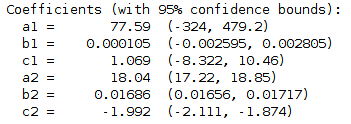 Coefficients (with 95% confidence bounds):
a1 = 77.59 (-324, 479.2)
b1 = 0.000105 (-0.002595, 0.002805)
c1 = 1.069 (-8.322, 10.46)
a2 = 18.04 (17.22, 18.85)
b2 = 0.01686 (0.01656, 0.01717)
c2 = -1.992 (-2.111, -1.874)